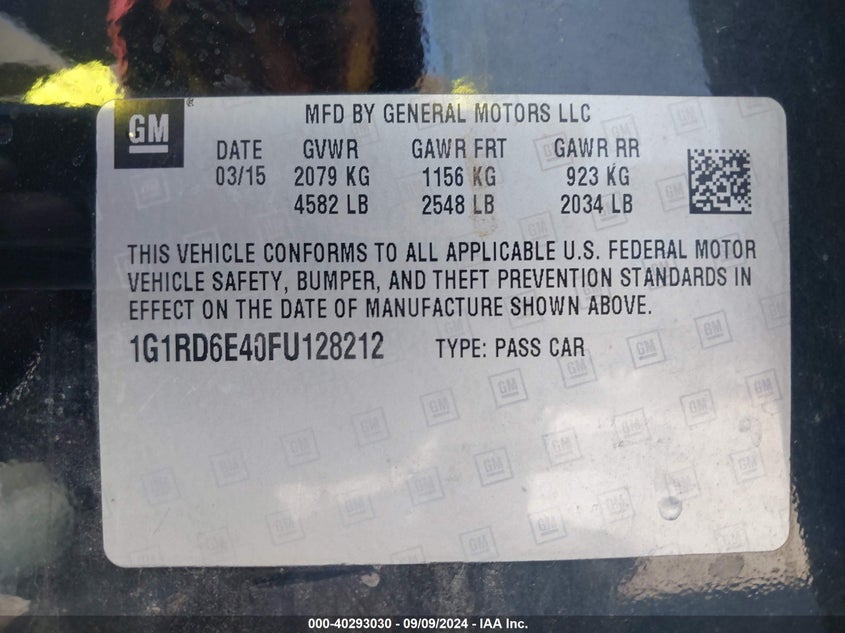 GM
MFD BY GENERAL MOTORS LLC
DATE GVWR GAWR FRT GAWR RR
03/15 2079 KG 1156 KG 923 KG
4582 LB 2548 LB 2034 LB
THIS VEHICLE CONFORMS TO ALL APPLICABLE U.S. FEDERAL MOTOR
VEHICLE SAFETY, BUMPER, AND THEFT PREVENTION STANDARDS IN
EFFECT ON THE DATE OF MANUFACTURE SHOWN ABOVE.
1G1RD6E40FU128212 TYPE: PASS CAR
000-40293030 - 09/09/2024 - IAA Inc.